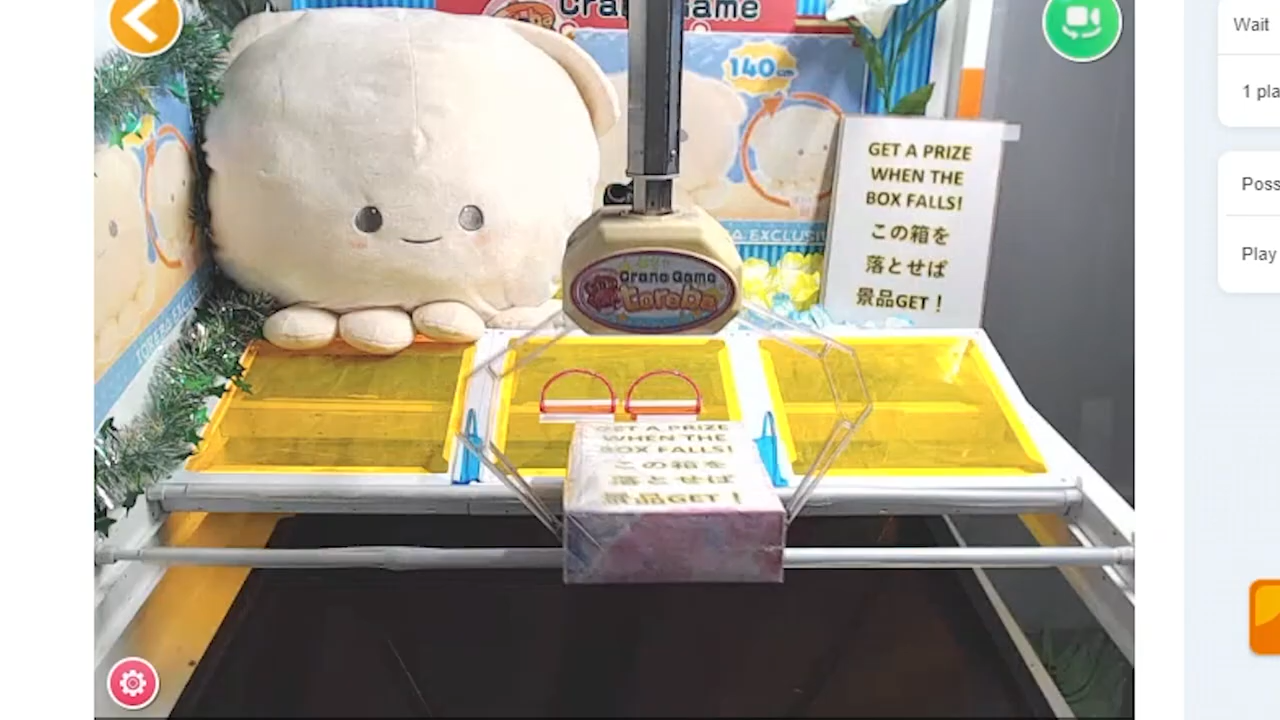 Crane Game
140cm
GET A PRIZE
WHEN THE
BOX FALLS!
この箱を
落とせば
景品GET！
Crane Game
Toreba
GET A PRIZE
WHEN THE
BOX FALLS!
この箱を
落とせば
景品GET！
Wait
1 pla
Poss
Play